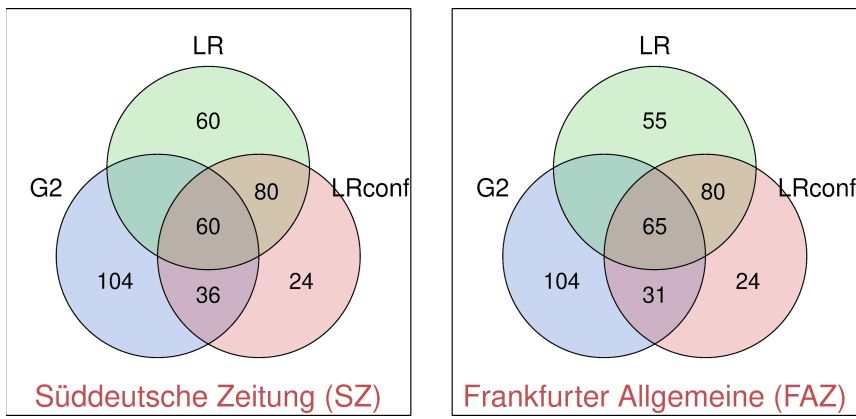 LR
60
G2
80
LRconf
60
104
36
24
Süddeutsche Zeitung (SZ)
LR
55
G2
80
LRconf
65
104
31
24
Frankfurter Allgemeine (FAZ)